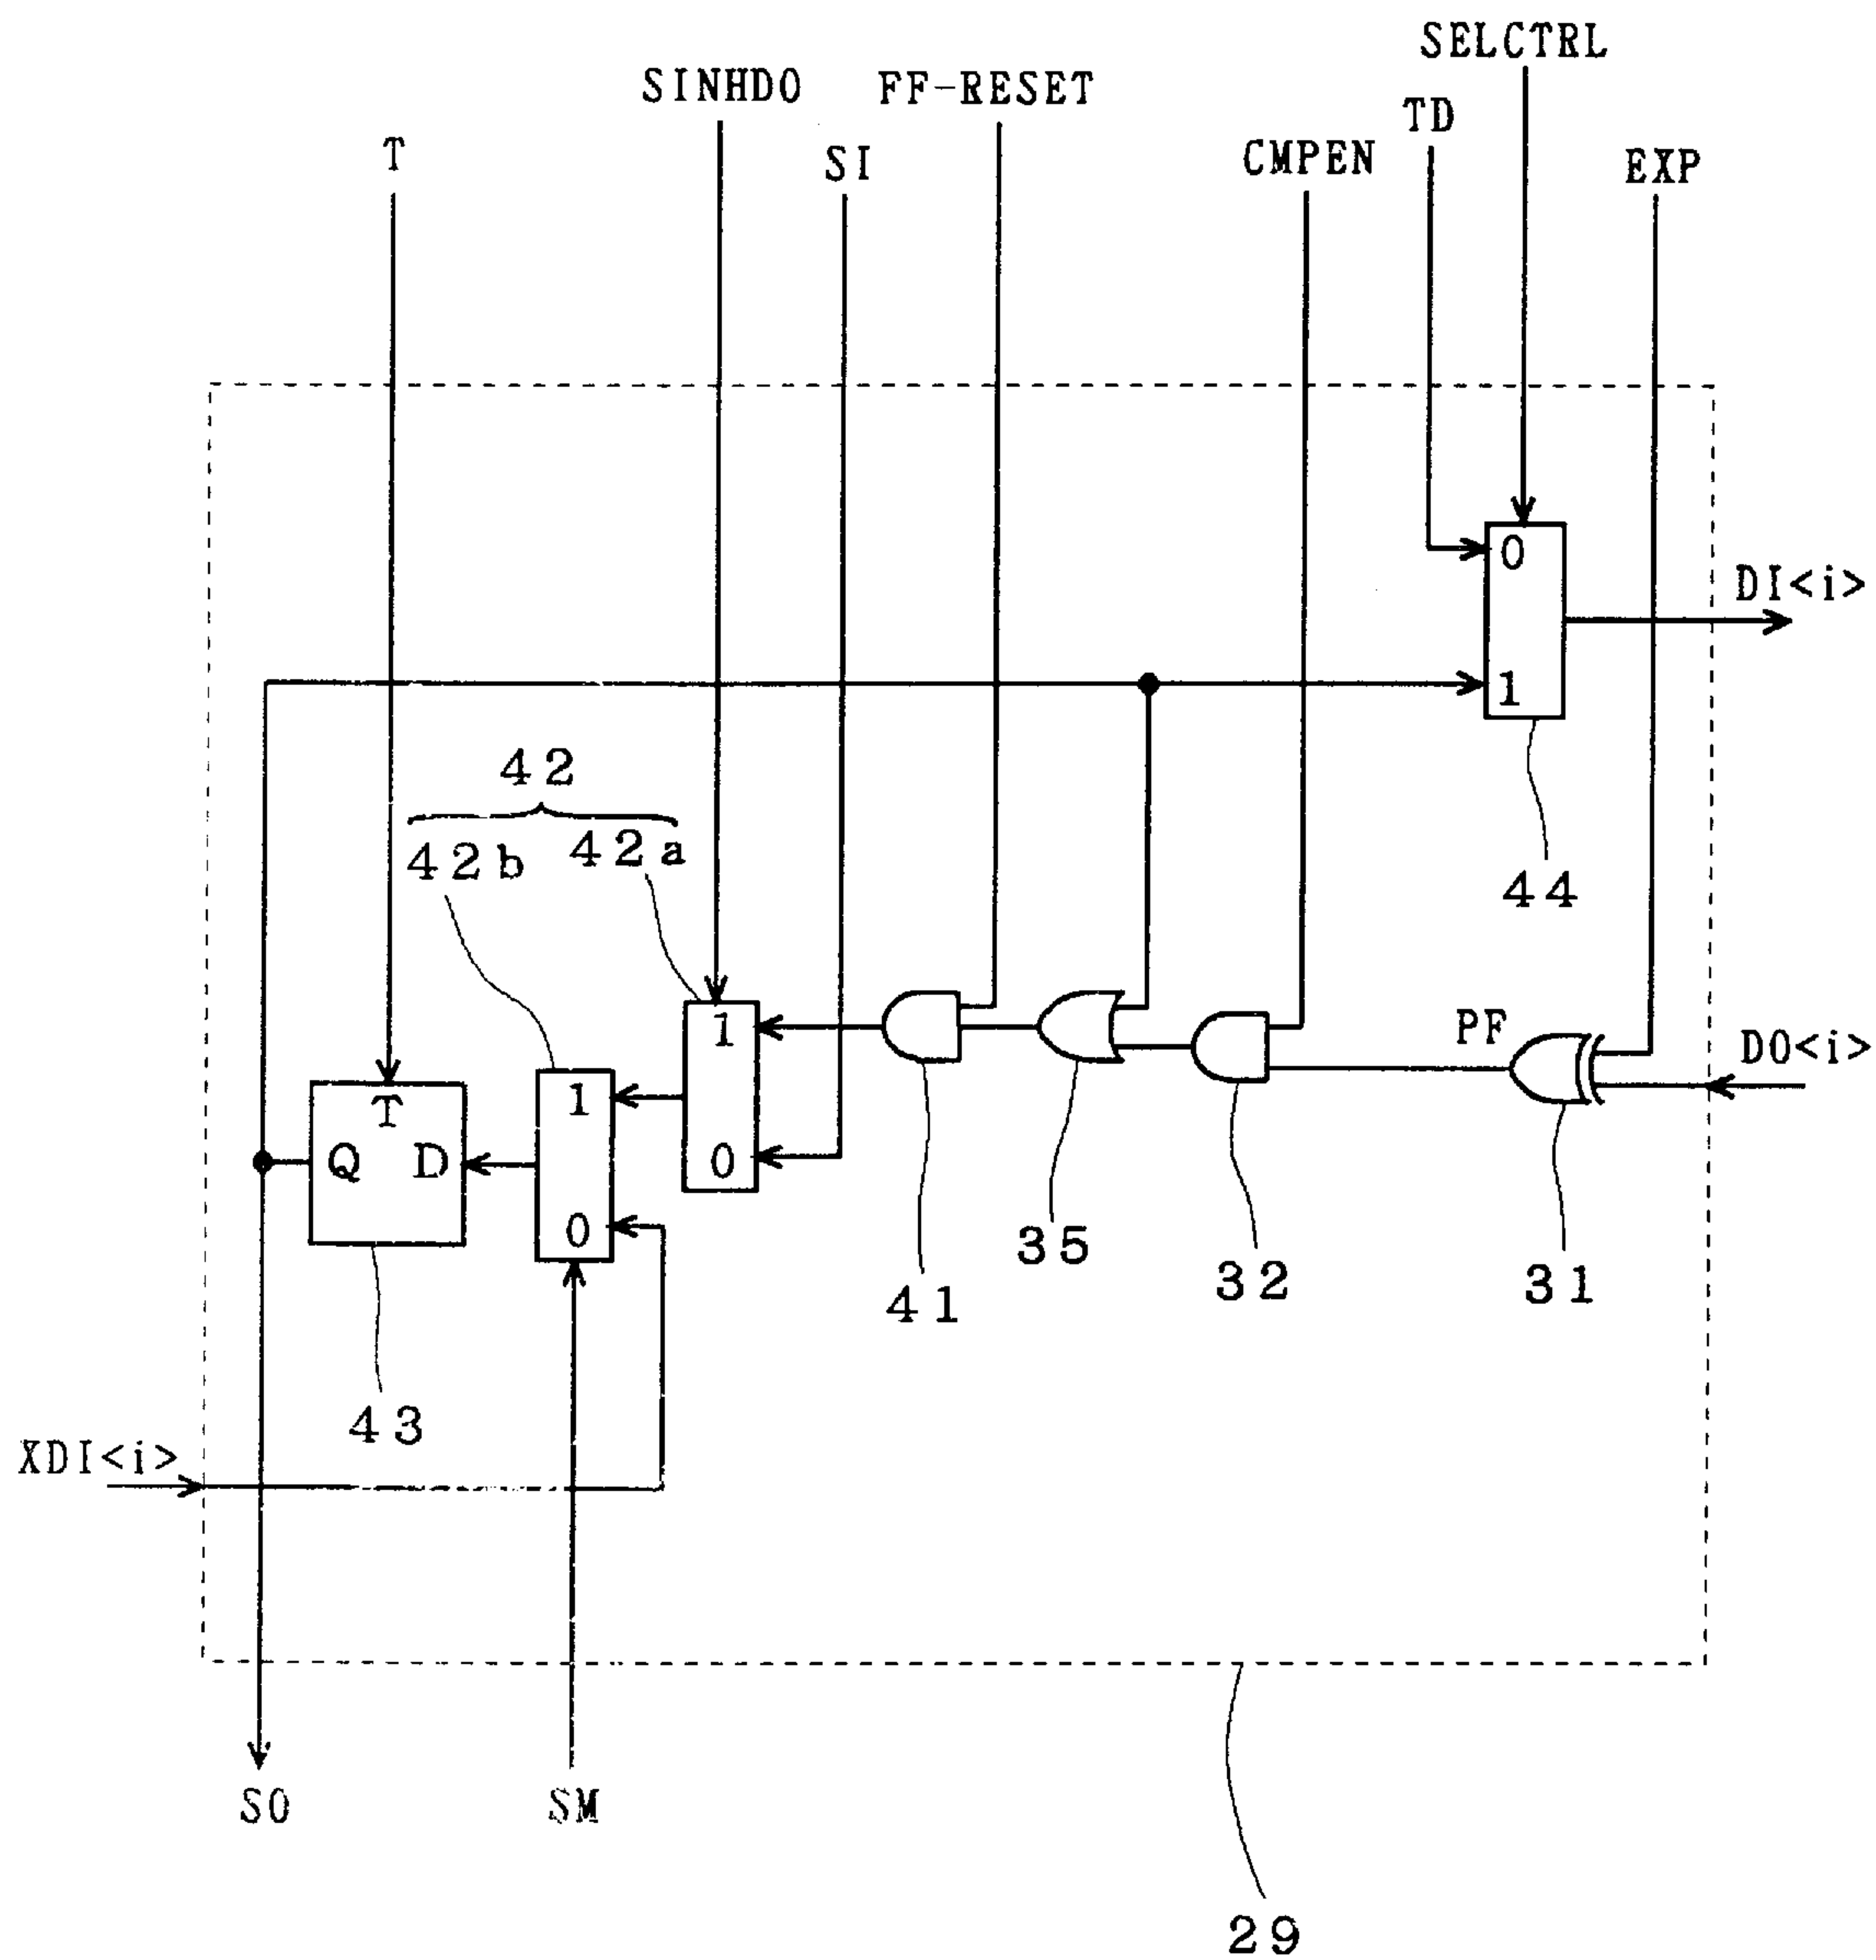 SELCTRL
SINHDO
FF-RESET
TD
T
SI
CMPEN
EXP
0
DI<i>
1
42
42b
42a
44
1
PF
DO<i>
T
1
Q
D
0
0
35
32
31
41
43
XDI<i>
SO
SM
29